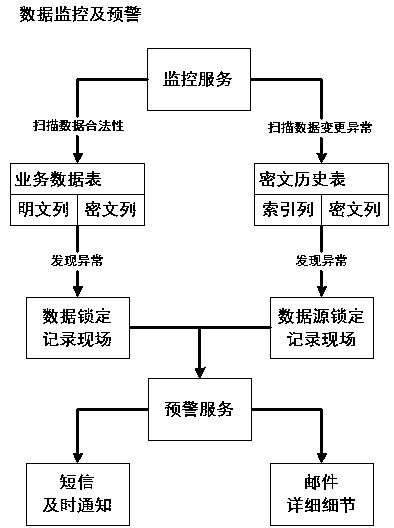 数据监控及预警
监控服务
扫描数据合法性
扫描数据变更异常
业务数据表
明文列 密文列
密文历史表
索引列 密文列
发现异常
发现异常
数据锁定
记录现场
数据源锁定
记录现场
预警服务
短信
及时通知
邮件
详细细节